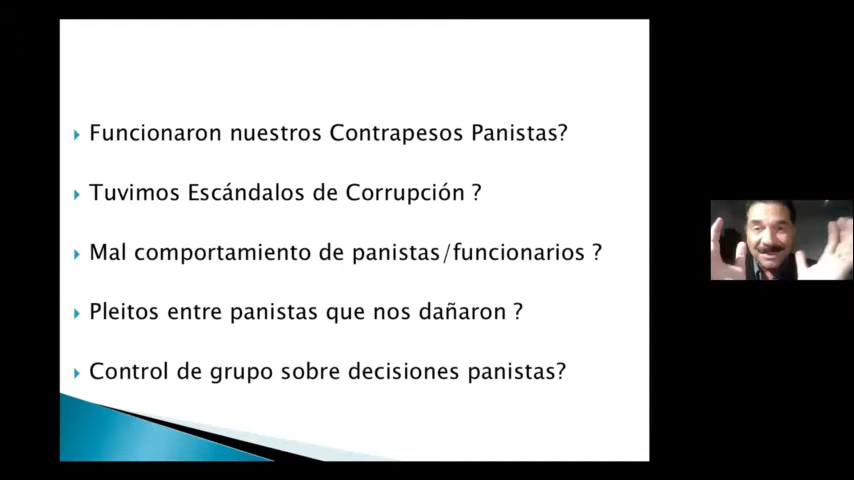 Funcionaron nuestros Contrapesos Panistas?
Tuvimos Escándalos de Corrupción ?
Mal comportamiento de panistas/funcionarios ?
Pleitos entre panistas que nos dañaron ?
Control de grupo sobre decisiones panistas?